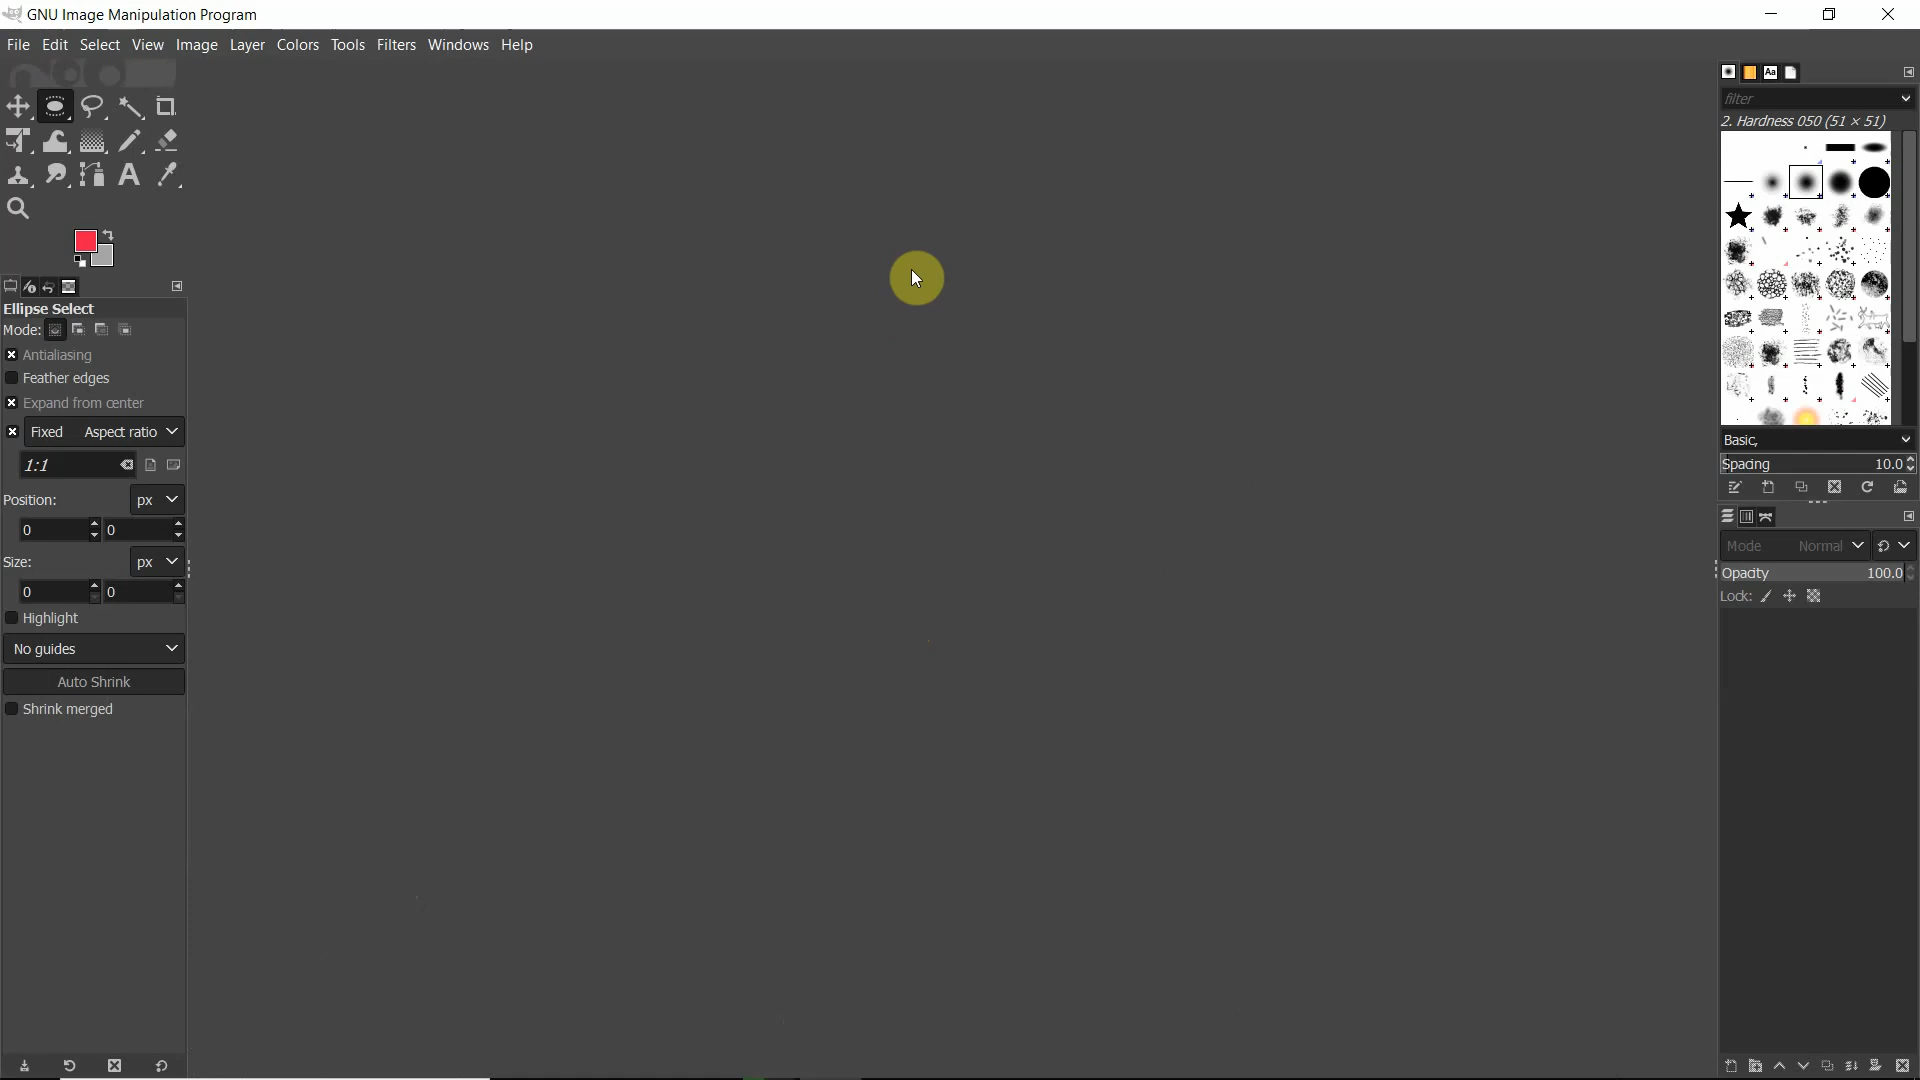 GNU Image Manipulation Program
File Edit Select View Image Layer Colors Tools Filters Windows Help
Aa
filter
2. Hardness 050 (51 × 51)
Ellipse Select
Mode:
Antialiasing
Feather edges
Expand from center
Fixed Aspect ratio
1:1
Position: px
0 0
Size: px
0 0
Highlight
No guides
Auto Shrink
Shrink merged
Basic,
Spacing 10.0
Mode Normal
Opacity 100.0
Lock: